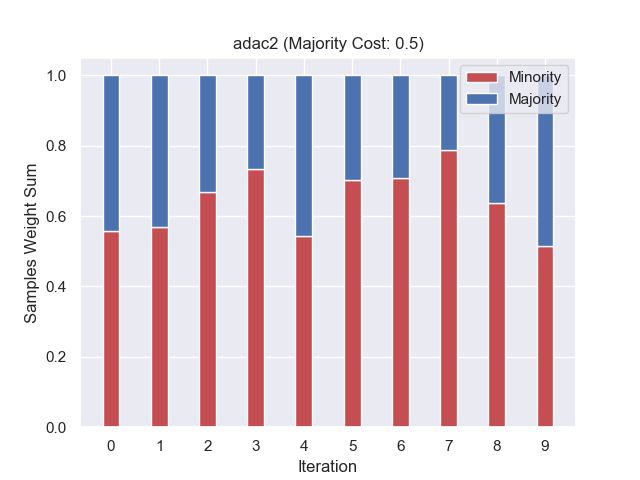 adac2 (Majority Cost: 0.5)
Minority
Majority
1.0
0.8
0.6
0.4
0.2
0.0
Samples Weight Sum
0 1 2 3 4 5 6 7 8 9
Iteration